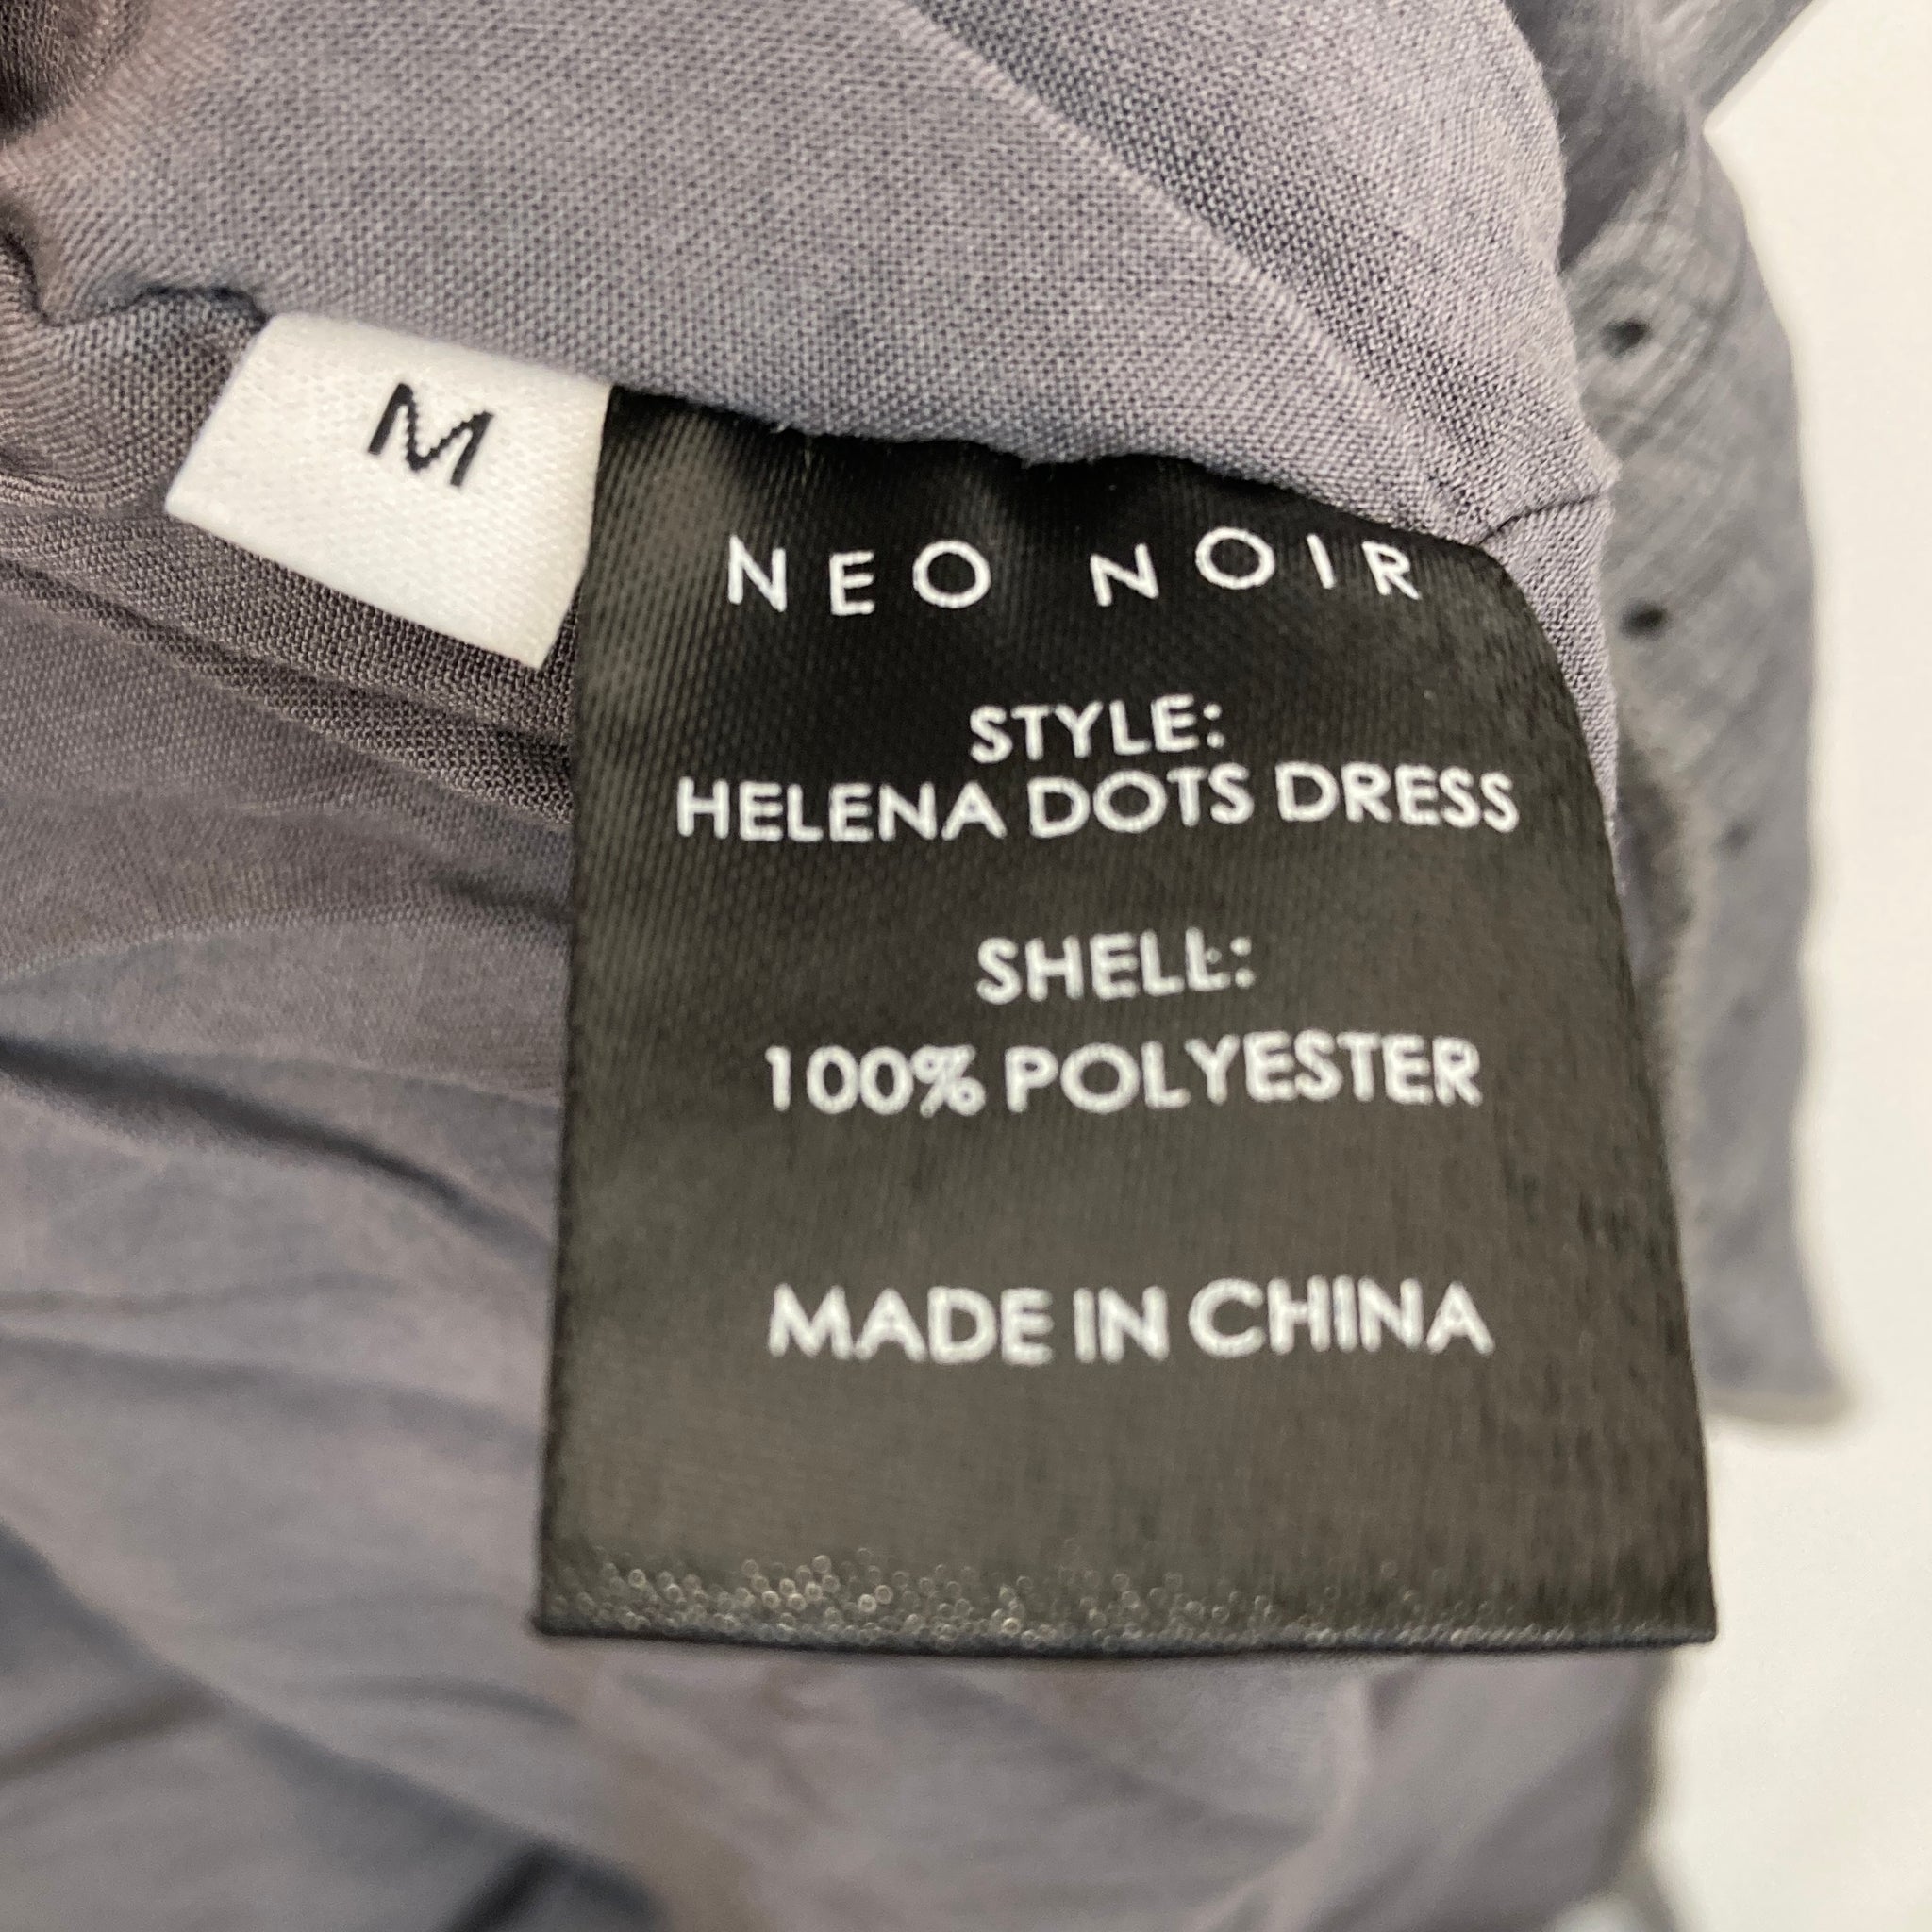 M
NEO NOIR
STYLE:
HELENA DOTS DRESS
SHELL:
100% POLYESTER
MADE IN CHINA